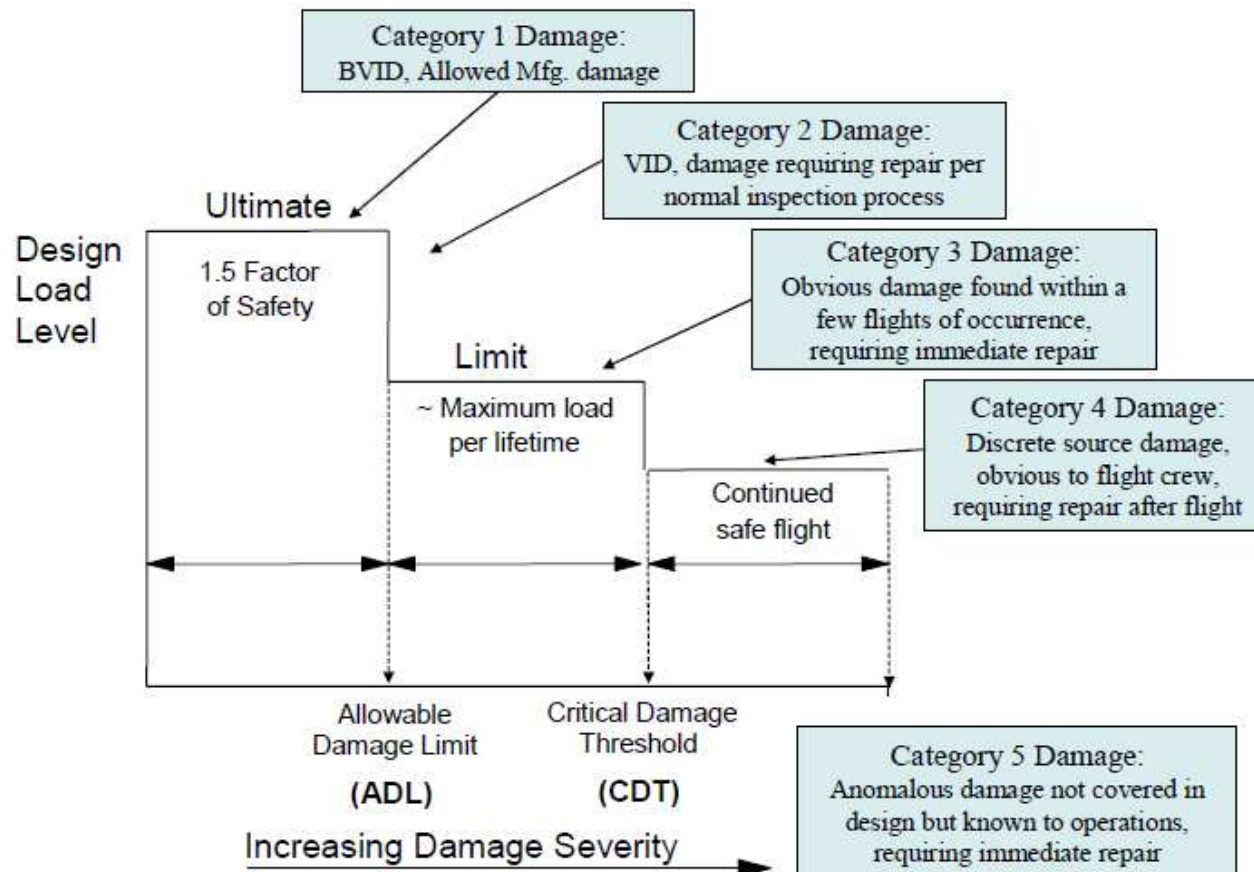 Category 1 Damage:
BVID, Allowed Mfg. damage
Category 2 Damage:
VID, damage requiring repair per
normal inspection process
Ultimate
Design
Load
Level
1.5 Factor
of Safety
Category 3 Damage:
Obvious damage found within a
few flights of occurrence,
requiring immediate repair
Limit
~ Maximum load
per lifetime
Category 4 Damage:
Discrete source damage,
obvious to flight crew,
requiring repair after flight
Continued
safe flight
Allowable
Damage Limit
(ADL)
Critical Damage
Threshold
(CDT)
Category 5 Damage:
Anomalous damage not covered in
design but known to operations,
requiring immediate repair
Increasing Damage Severity